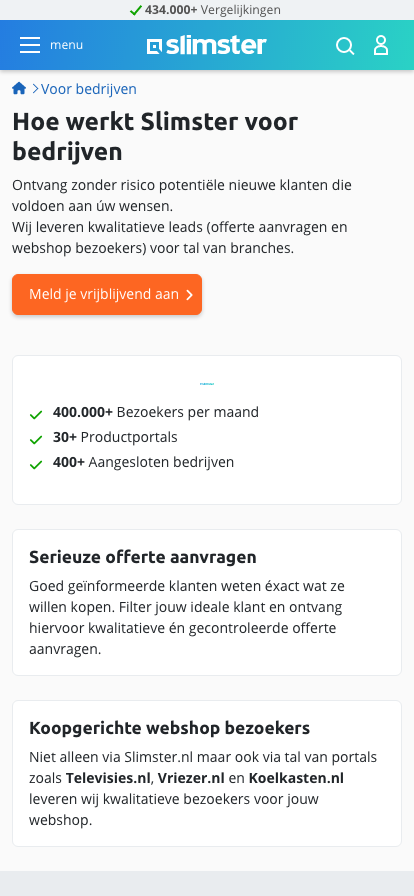 434.000+ Vergelijkingen
menu
slimster
Voor bedrijven
Hoe werkt Slimster voor
bedrijven
Ontvang zonder risico potentiële nieuwe klanten die
voldoen aan úw wensen.
Wij leveren kwalitatieve leads (offerte aanvragen en
webshop bezoekers) voor tal van branches.
Meld je vrijblijvend aan
400.000+ Bezoekers per maand
30+ Productportals
400+ Aangesloten bedrijven
Serieuze offerte aanvragen
Goed geïnformeerde klanten weten éxact wat ze
willen kopen. Filter jouw ideale klant en ontvang
hiervoor kwalitatieve én gecontroleerde offerte
aanvragen.
Koopgerichte webshop bezoekers
Niet alleen via Slimster.nl maar ook via tal van portals
zoals Televisies.nl, Vriezer.nl en Koelkasten.nl
leveren wij kwalitatieve bezoekers voor jouw
webshop.